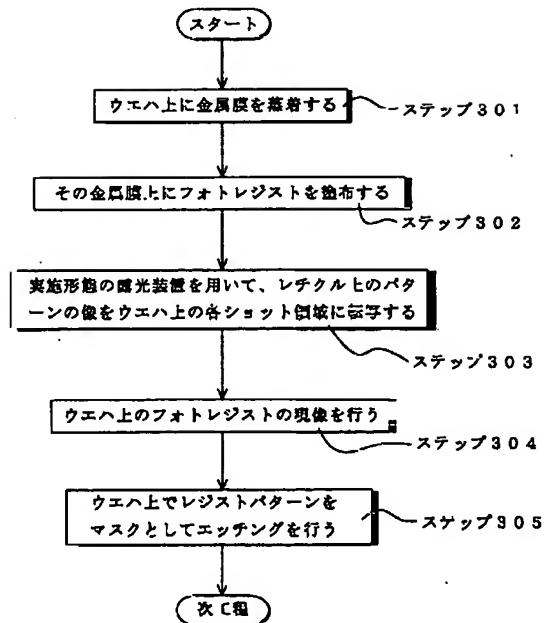 スタート
ウエハ上に金属膜を蒸着する
ステップ301
その金属膜上にフォトレジストを塗布する
ステップ302
実施形態の露光装置を用いて、レチクル上のパタ
ーンの像をウエハ上の各ショット領域に転写する
ステップ303
ウエハ上のフォトレジストの現像を行う
ステップ304
ウエハ上でレジストパターンを
マスクとしてエッチングを行う
ステップ305
次工程